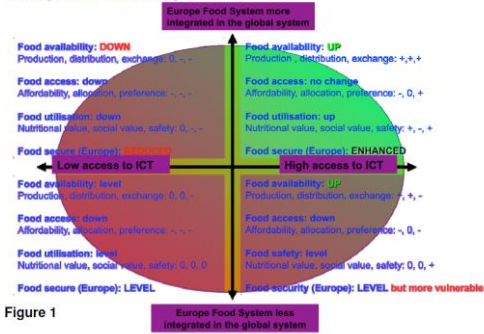 Europe Food System more
integrated in the global system
Food availability: DOWN
Production, distribution, exchange: 0, -, -
Food access: down
Affordability, allocation, preference: -, -, -
Food utilisation: down
Nutritional value, social value, safety: 0, -, -
Food secure (Europe): REDUCED
Food availability: UP
Production , distribution, exchange: +,+,+
Food access: no change
Affordability, allocation, preference: -, 0, +
Food utilisation: up
Nutritional value, social value, safety: +, -, +
Food secure (Europe): ENHANCED
Low access to ICT
High access to ICT
Food availability: level
Production, distribution, exchange: 0, 0, -
Food access: down
Affordability, allocation, preference: -, -, -
Food utilisation: level
Nutritional value, social value, safety: 0, 0, 0
Food secure (Europe): LEVEL
Food availability: UP
Production, distribution, exchange: +, +, -
Food access: down
Affordability, allocation, preference: -, 0, -
Food safety: level
Nutritional value, social value, safety: 0, 0, +
Food security (Europe): LEVEL but more vulnerable
Europe Food System less
integrated in the global system
Figure 1